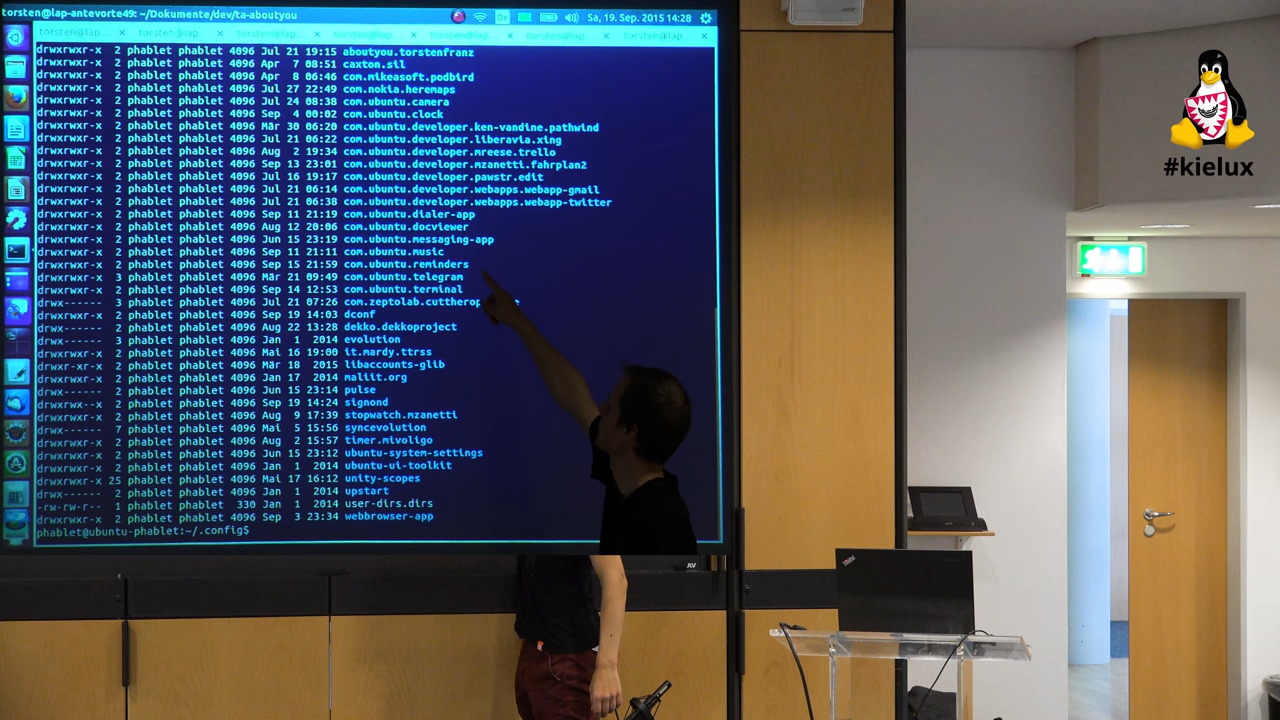 torsten@lap-antevorte49: ~/Dokumente/dev/ta-aboutyou De Sa, 19. Sep. 2015 14:28
torsten@lap... × torsten@lap... × torsten@lap... × torsten@lap... × torsten@lap... × torsten@lap... × torsten@lap... ×
drwxrwxr-x 2 phablet phablet 4096 Jul 21 19:15 aboutyou.torstenfranz
drwxrwxr-x 2 phablet phablet 4096 Apr 7 08:51 caxton.sil
drwxrwxr-x 2 phablet phablet 4096 Apr 8 06:46 com.mikeasoft.podbird
drwxrwxr-x 2 phablet phablet 4096 Jul 27 22:49 com.nokia.heremaps
drwxrwxr-x 2 phablet phablet 4096 Jul 24 08:38 com.ubuntu.camera
drwxrwxr-x 2 phablet phablet 4096 Sep 4 00:02 com.ubuntu.clock
drwxrwxr-x 2 phablet phablet 4096 Mär 30 06:20 com.ubuntu.developer.ken-vandine.pathwind
drwxrwxr-x 2 phablet phablet 4096 Jul 21 06:22 com.ubuntu.developer.liberavia.xing
drwxrwxr-x 2 phablet phablet 4096 Aug 2 19:34 com.ubuntu.developer.mreese.trello
drwxrwxr-x 2 phablet phablet 4096 Sep 13 23:01 com.ubuntu.developer.mzanetti.fahrplan2
drwxrwxr-x 2 phablet phablet 4096 Jul 16 19:17 com.ubuntu.developer.pawstr.edit
drwxrwxr-x 2 phablet phablet 4096 Jul 21 06:14 com.ubuntu.developer.webapps.webapp-gmail
drwxrwxr-x 2 phablet phablet 4096 Jul 21 06:38 com.ubuntu.developer.webapps.webapp-twitter
drwxrwxr-x 2 phablet phablet 4096 Sep 11 21:19 com.ubuntu.dialer-app
drwxrwxr-x 2 phablet phablet 4096 Aug 12 20:06 com.ubuntu.docviewer
drwxrwxr-x 2 phablet phablet 4096 Jun 15 23:19 com.ubuntu.messaging-app
drwxrwxr-x 2 phablet phablet 4096 Sep 11 21:11 com.ubuntu.music
drwxrwxr-x 2 phablet phablet 4096 Sep 15 21:59 com.ubuntu.reminders
drwxrwxr-x 3 phablet phablet 4096 Mär 21 09:49 com.ubuntu.telegram
drwxrwxr-x 2 phablet phablet 4096 Sep 14 12:53 com.ubuntu.terminal
drwx------ 3 phablet phablet 4096 Jul 21 07:26 com.zeptolab.cuttherop
drwxrwxr-x 2 phablet phablet 4096 Sep 19 14:03 dconf
drwx------ 2 phablet phablet 4096 Aug 22 13:28 dekko.dekkoproject
drwx------ 3 phablet phablet 4096 Jan 1 2014 evolution
drwxrwxr-x 2 phablet phablet 4096 Mai 16 19:00 it.mardy.ttrss
drwxr-xr-x 2 phablet phablet 4096 Mär 18 2015 libaccounts-glib
drwxrwxr-x 2 phablet phablet 4096 Jan 17 2014 maliit.org
drwx------ 2 phablet phablet 4096 Jun 15 23:14 pulse
drwxrwx--x 2 phablet phablet 4096 Sep 19 14:24 signond
drwxrwxr-x 2 phablet phablet 4096 Aug 9 17:39 stopwatch.mzanetti
drwx------ 7 phablet phablet 4096 Mai 5 15:56 syncevolution
drwxrwxr-x 2 phablet phablet 4096 Aug 2 15:57 timer.mivoligo
drwxrwxr-x 2 phablet phablet 4096 Jun 15 23:12 ubuntu-system-settings
drwxrwxr-x 2 phablet phablet 4096 Jan 1 2014 ubuntu-ui-toolkit
drwxrwxr-x 25 phablet phablet 4096 Mai 17 16:12 unity-scopes
drwx------ 2 phablet phablet 4096 Jan 1 2014 upstart
-rw-rw-r-- 1 phablet phablet 330 Jan 1 2014 user-dirs.dirs
drwxrwxr-x 2 phablet phablet 4096 Sep 3 23:34 webbrowser-app
phablet@ubuntu-phablet:~/.config$
#kielux
AV
ThinkPad